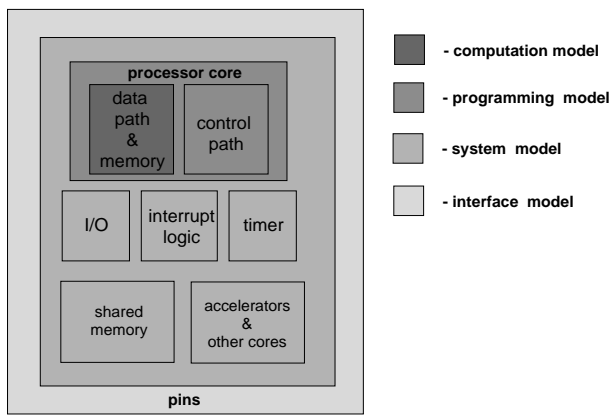 processor core
data
path
&
memory
control
path
I/O
interrupt
logic
timer
shared
memory
accelerators
&
other cores
pins
- computation model
- programming model
- system model
- interface model